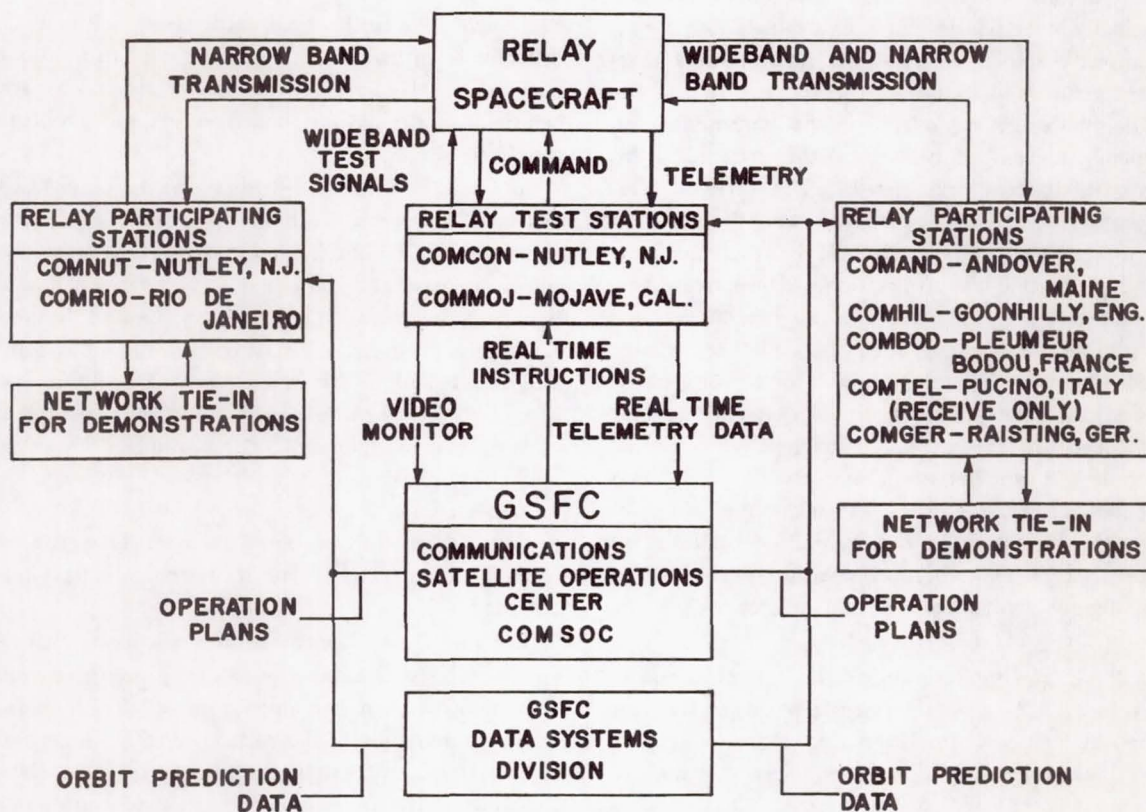 NARROW BAND
TRANSMISSION
RELAY
SPACECRAFT
WIDEBAND AND NARROW
BAND TRANSMISSION
WIDEBAND
TEST
SIGNALS
COMMAND
TELEMETRY
RELAY PARTICIPATING
STATIONS
COMNUT-NUTLEY, N.J.
COMRIO-RIO DE
JANEIRO
NETWORK TIE-IN
FOR DEMONSTRATIONS
RELAY TEST STATIONS
COMCON-NUTLEY, N.J.
COMMOJ-MOJAVE, CAL.
RELAY PARTICIPATING
STATIONS
COMAND-ANDOVER,
MAINE
COMHIL-GOONHILLY, ENG.
COMBOD-PLEUMEUR
BODOU, FRANCE
COMTEL-PUCINO, ITALY
(RECEIVE ONLY)
COMGER-RAISTING, GER.
NETWORK TIE-IN
FOR DEMONSTRATIONS
VIDEO
MONITOR
REAL TIME
INSTRUCTIONS
REAL TIME
TELEMETRY DATA
GSFC
COMMUNICATIONS
SATELLITE OPERATIONS
CENTER
COMSOC
OPERATION
PLANS
OPERATION
PLANS
GSFC
DATA SYSTEMS
DIVISION
ORBIT PREDICTION
DATA
ORBIT PREDICTION
DATA